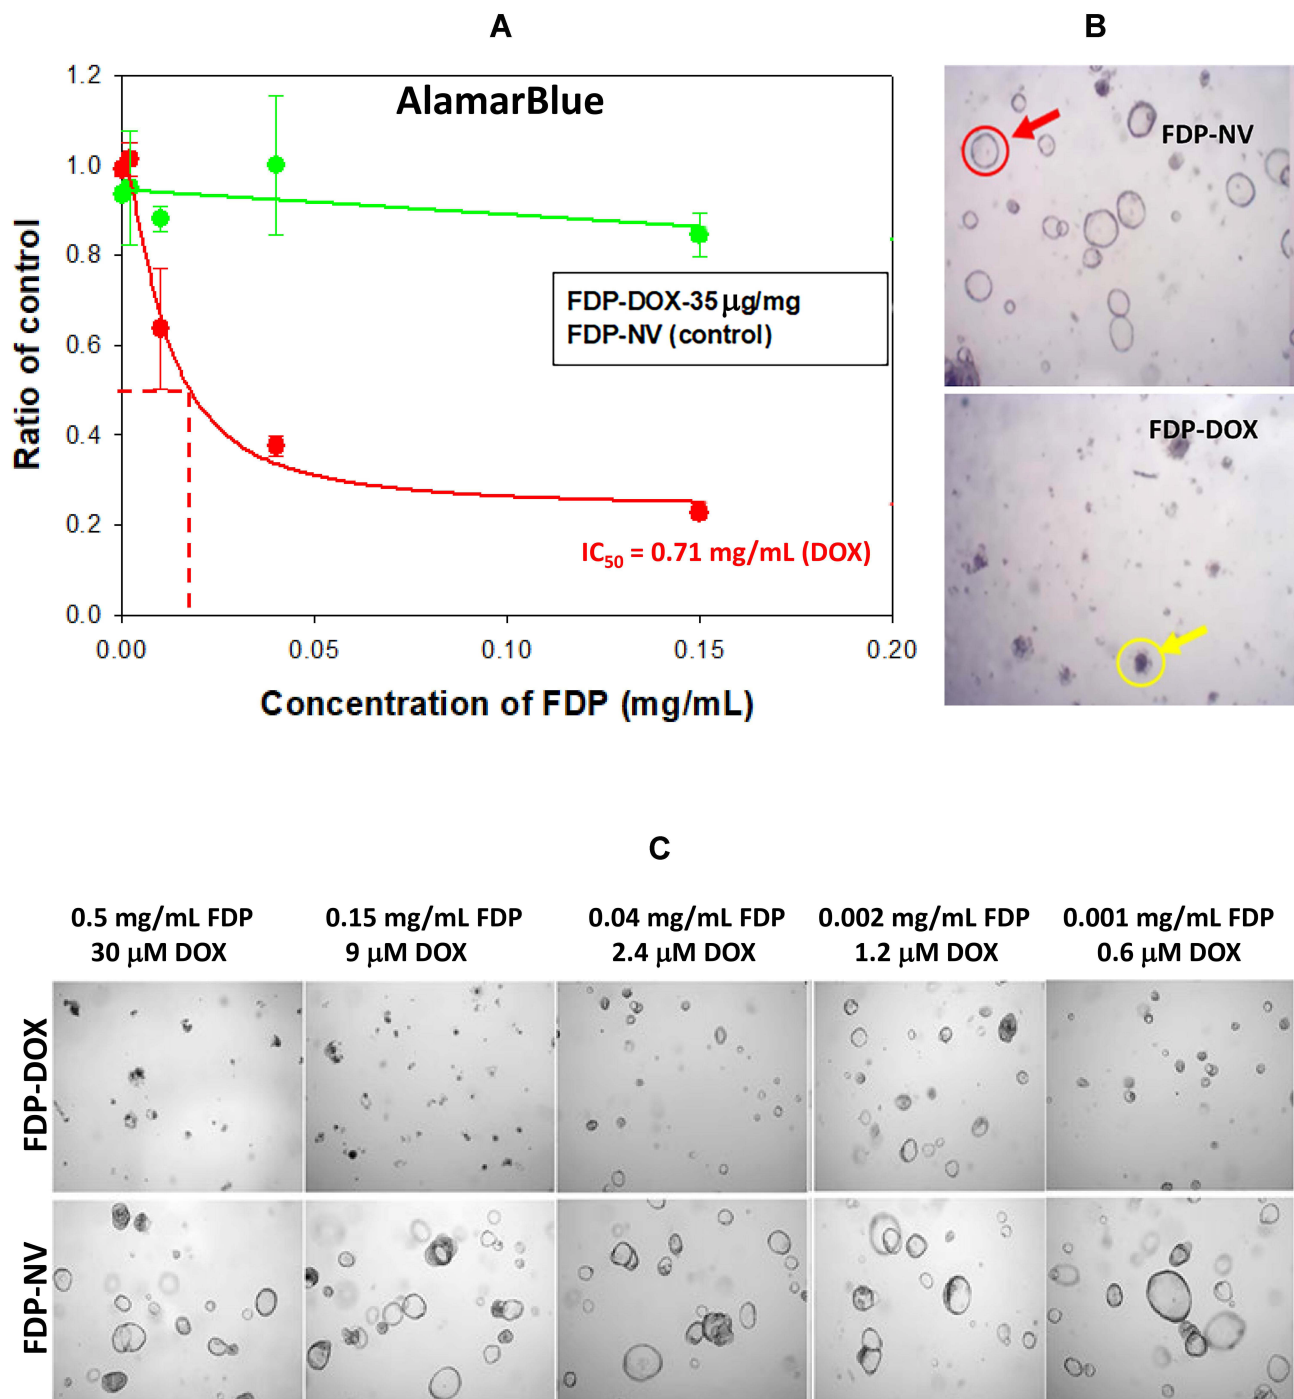 A
B
AlamarBlue
1.2
1.0
0.8
0.6
0.4
0.2
0.0
Ratio of control
FDP-DOX-35 µg/mg
FDP-NV (control)
IC50 = 0.71 mg/mL (DOX)
0.00 0.05 0.10 0.15 0.20
Concentration of FDP (mg/mL)
FDP-NV
FDP-DOX
C
0.5 mg/mL FDP 0.15 mg/mL FDP 0.04 mg/mL FDP 0.002 mg/mL FDP 0.001 mg/mL FDP
30 µM DOX 9 µM DOX 2.4 µM DOX 1.2 µM DOX 0.6 µM DOX
FDP-DOX
FDP-NV